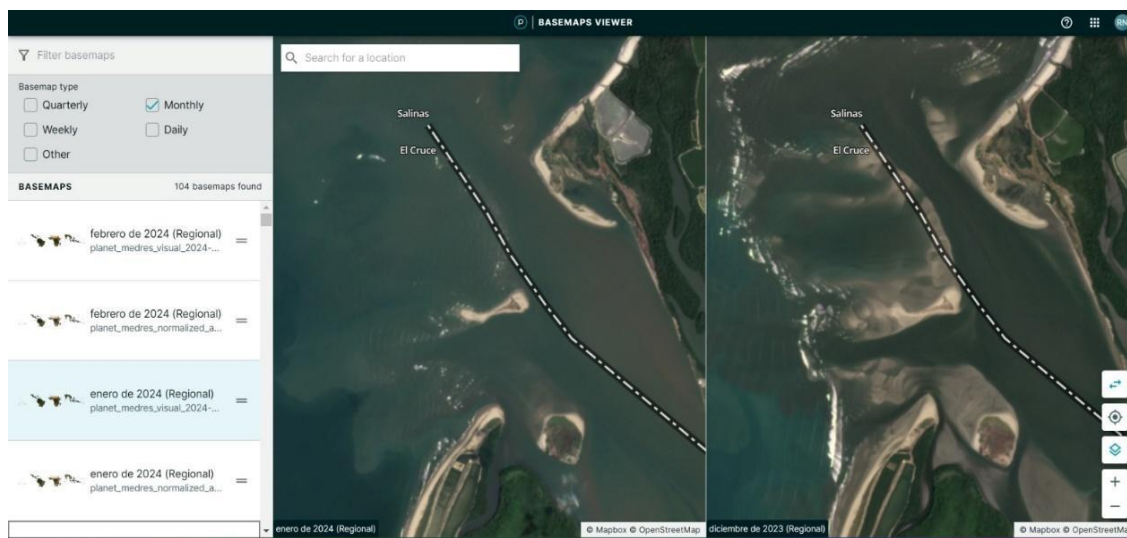 BASEMAPS VIEWER
RN
Filter basemaps
Search for a location
Basemap type
Quarterly
Monthly
Weekly
Daily
Other
BASEMAPS
104 basemaps found
febrero de 2024 (Regional)
planet_medres_visual_2024-...
febrero de 2024 (Regional)
planet_medres_normalized_a...
enero de 2024 (Regional)
planet_medres_visual_2024-...
enero de 2024 (Regional)
planet_medres_normalized_a...
Salinas
El Cruce
enero de 2024 (Regional)
© Mapbox © OpenStreetMap
Salinas
El Cruce
diciembre de 2023 (Regional)
© Mapbox © OpenStreetMa